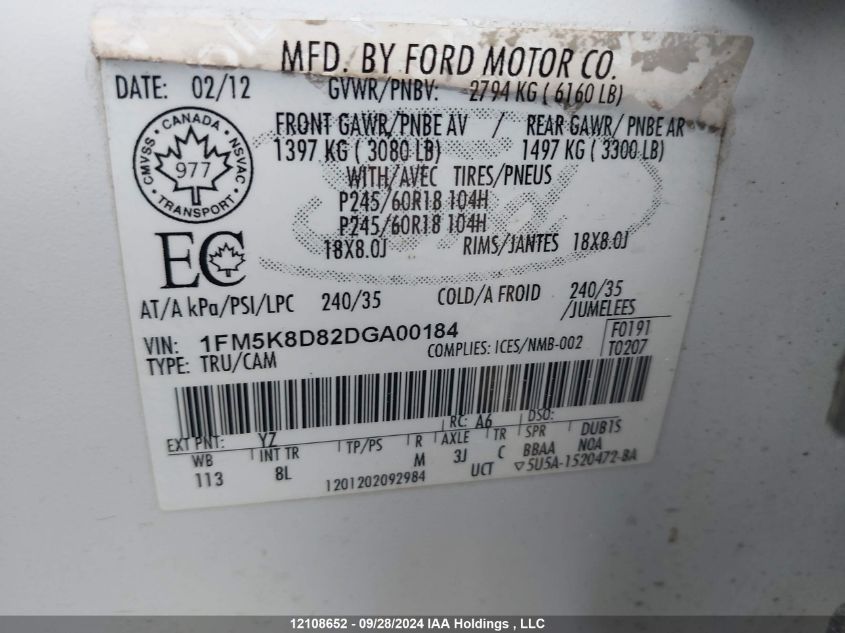 MFD. BY FORD MOTOR CO.
DATE: 02/12 GVWR/PNBV: 2794 KG ( 6160 LB)
FRONT GAWR/PNBE AV / REAR GAWR/ PNBE AR
1397 KG ( 3080 LB) 1497 KG ( 3300 LB)
WITH/AVEC TIRES/PNEUS
P245/60R18 104H
P245/60R18 104H
18X8.0J RIMS/JANTES 18X8.0J
CANADA
CMVSS NSVAC
977
TRANSPORT
EC
AT/A kPa/PSI/LPC 240/35 COLD/A FROID 240/35
/JUMELEES
VIN: 1FM5K8D82DGA00184 F0191
TYPE: TRU/CAM COMPLIES: ICES/NMB-002 T0207
EXT PNT: YZ RC: A6 DSO:
WB INT TR TP/PS R AXLE TR SPR DUB1S
113 8L M 3J C BBAA N0A
1201202092984 UCT ▽5U5A-1520472-BA
12108652 - 09/28/2024 IAA Holdings , LLC